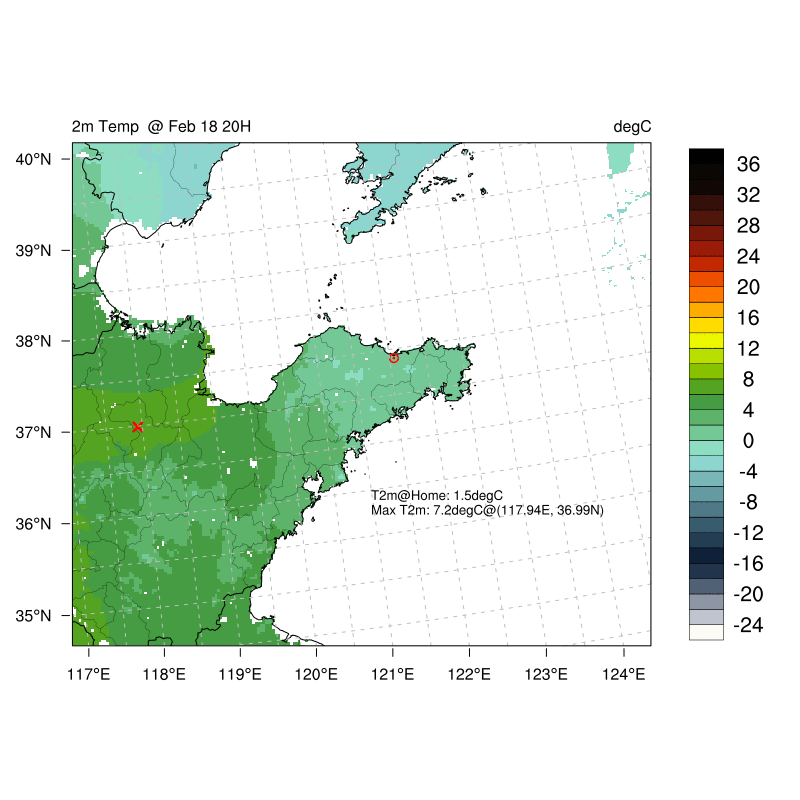 2m Temp @ Feb 18 20H
degC
40°N
39°N
38°N
37°N
36°N
35°N
117°E
118°E
119°E
120°E
121°E
122°E
123°E
124°E
T2m@Home: 1.5degC
Max T2m: 7.2degC@(117.94E, 36.99N)
36
32
28
24
20
16
12
8
4
0
-4
-8
-12
-16
-20
-24